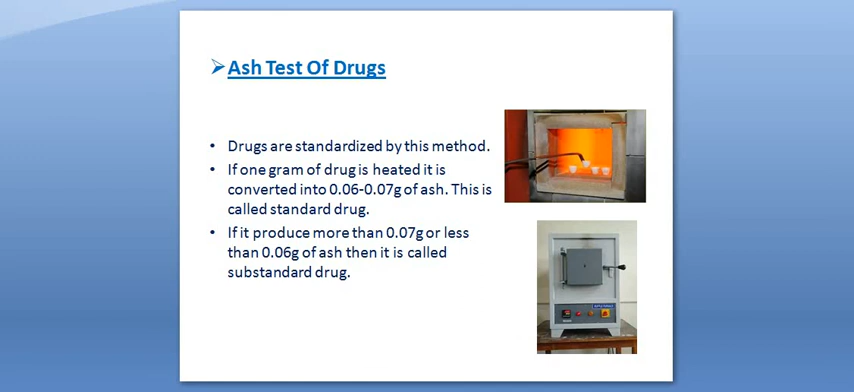 ➢Ash Test Of Drugs
• Drugs are standardized by this method.
• If one gram of drug is heated it is
converted into 0.06-0.07g of ash. This is
called standard drug.
• If it produce more than 0.07g or less
than 0.06g of ash then it is called
substandard drug.